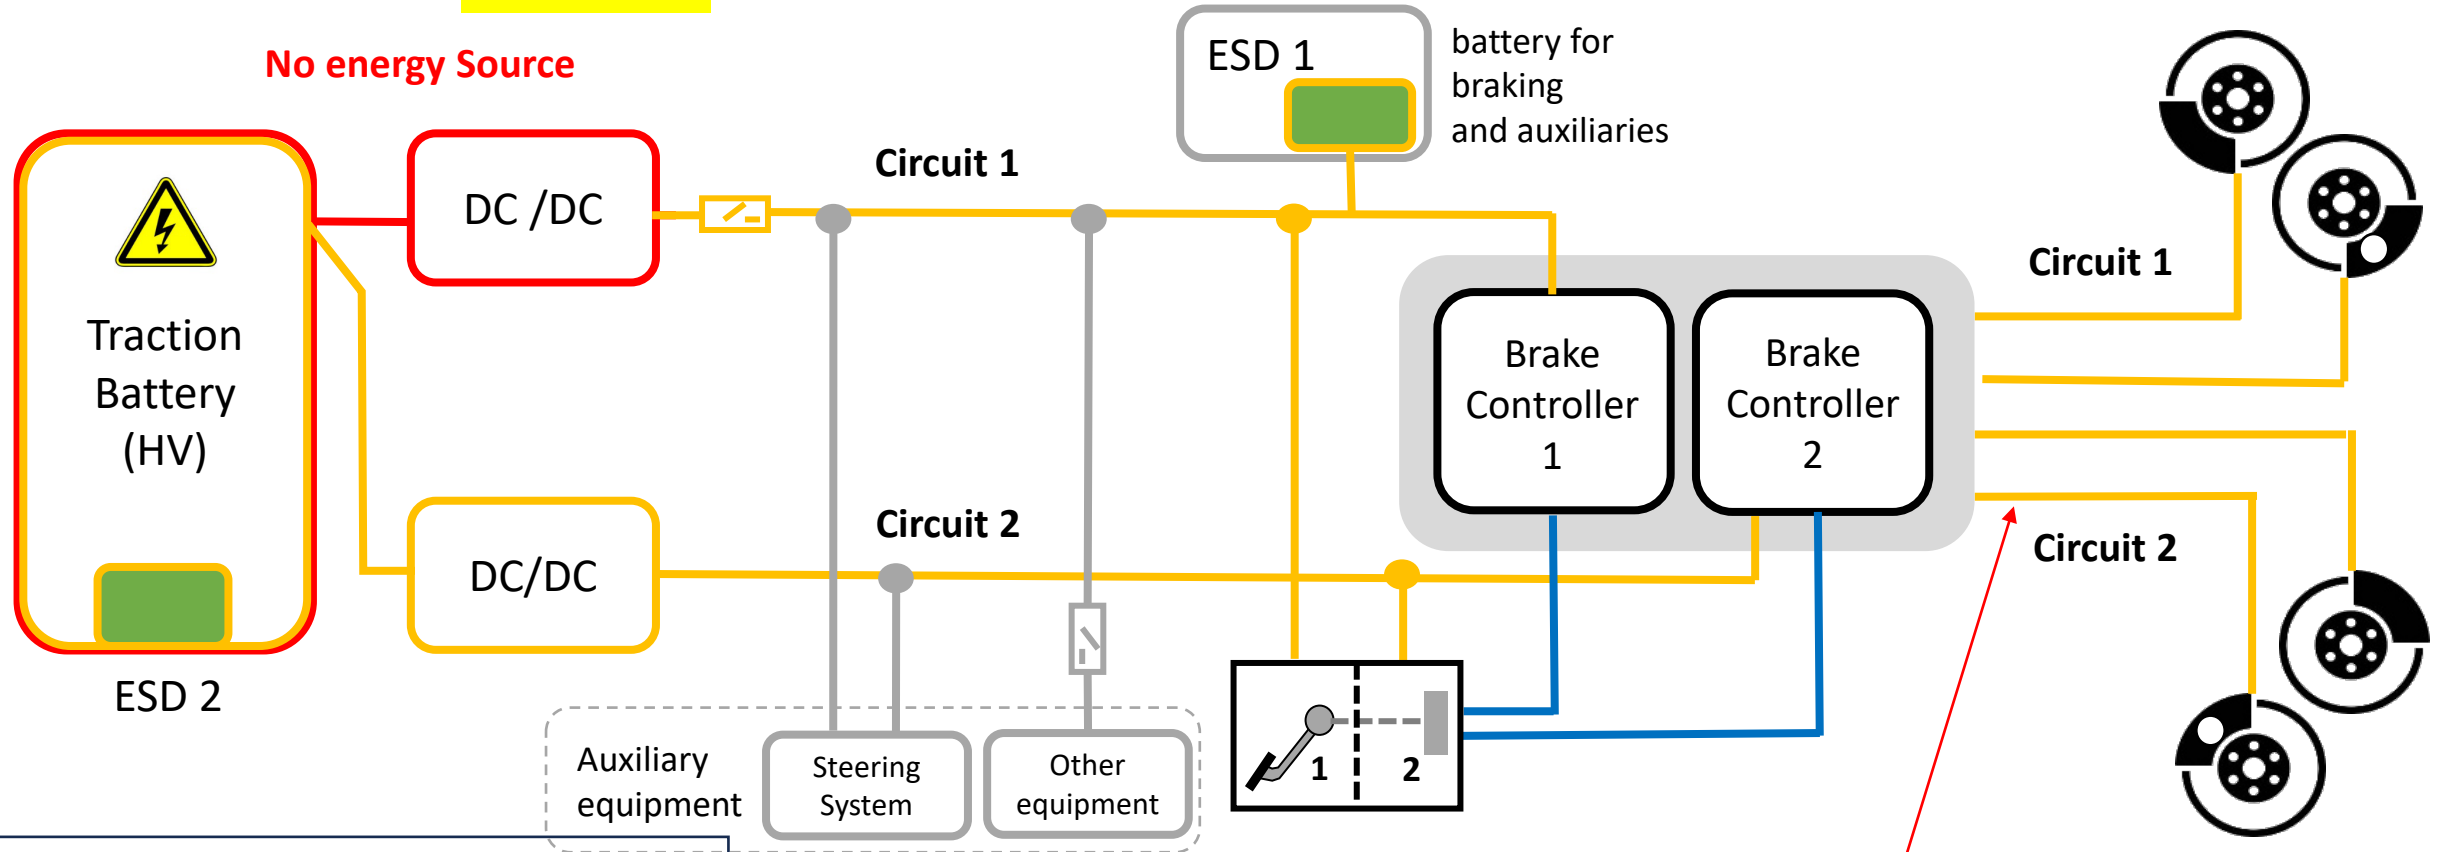 No energy Source
ESD 1
battery for
braking
and auxiliaries
Circuit 1
DC /DC
Traction
Battery
(HV)
ESD 2
Circuit 2
DC/DC
Brake
Controller
1
Brake
Controller
2
Circuit 1
Circuit 2
Auxiliary
equipment
Steering
System
Other
equipment
1
2